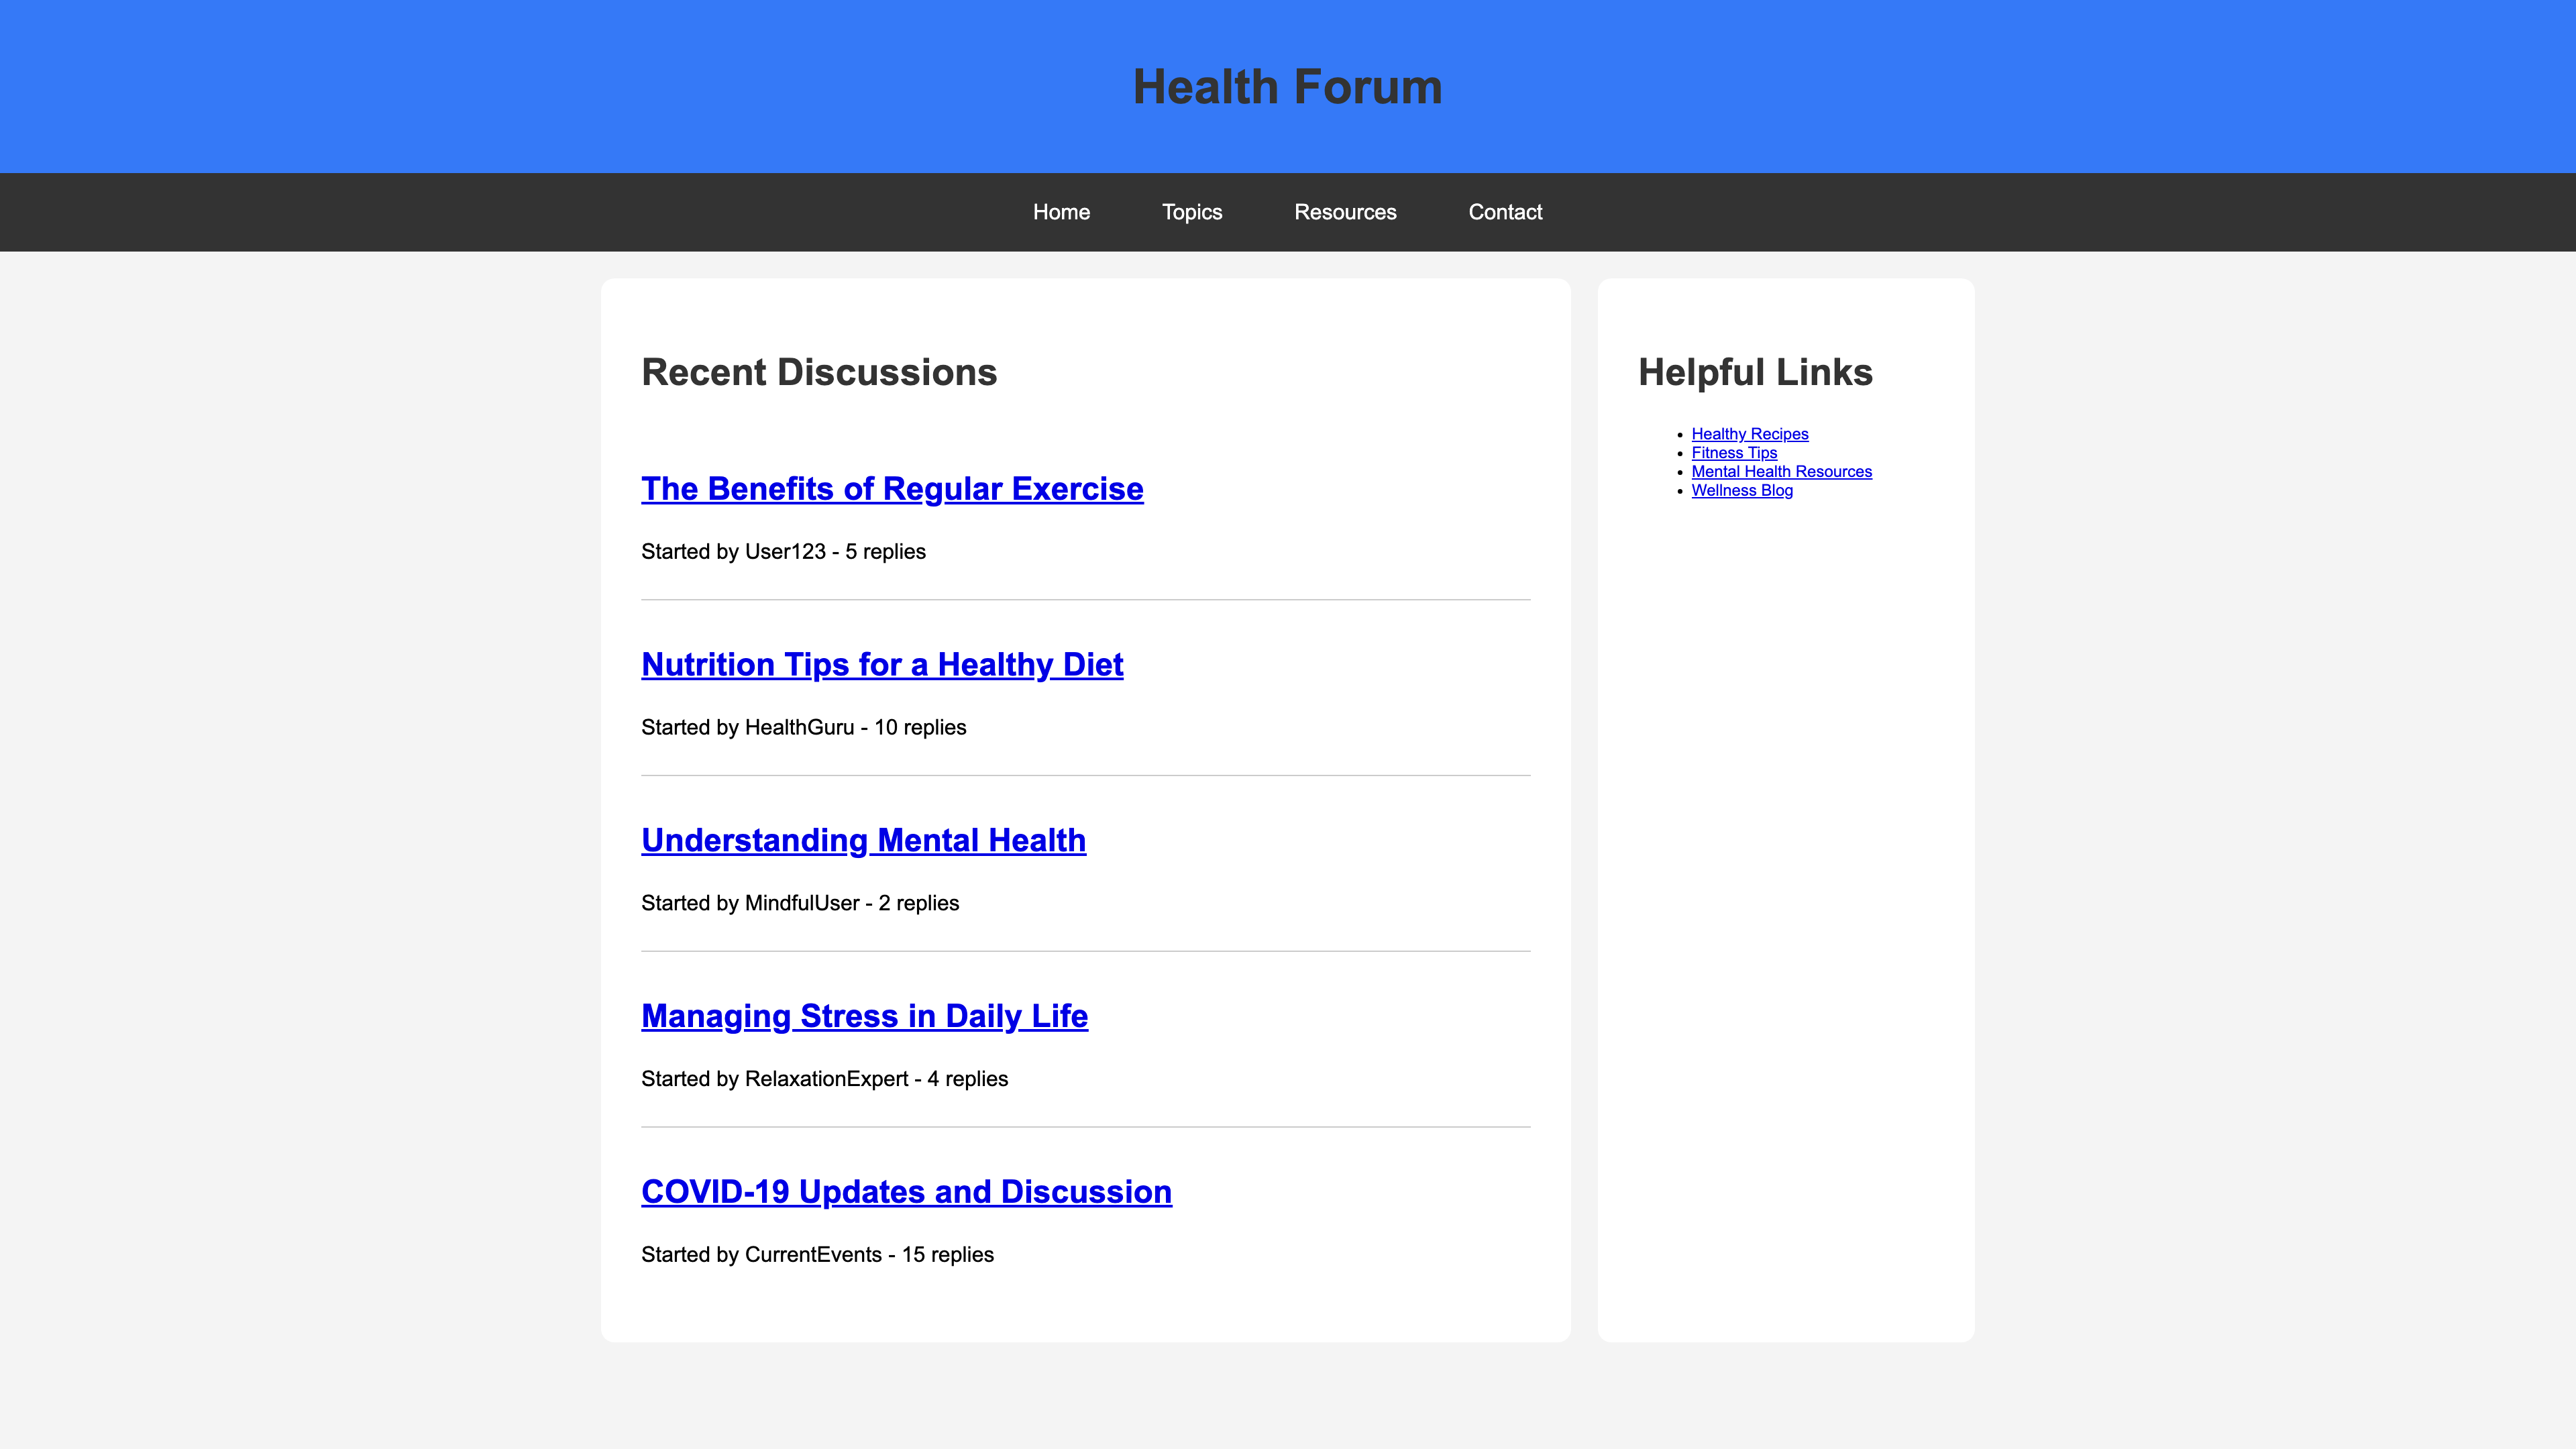 Health Forum
Home Topics Resources Contact
Recent Discussions
The Benefits of Regular Exercise
Started by User123 - 5 replies
Nutrition Tips for a Healthy Diet
Started by HealthGuru - 10 replies
Understanding Mental Health
Started by MindfulUser - 2 replies
Managing Stress in Daily Life
Started by RelaxationExpert - 4 replies
COVID-19 Updates and Discussion
Started by CurrentEvents - 15 replies
Helpful Links
Healthy Recipes
Fitness Tips
Mental Health Resources
Wellness Blog